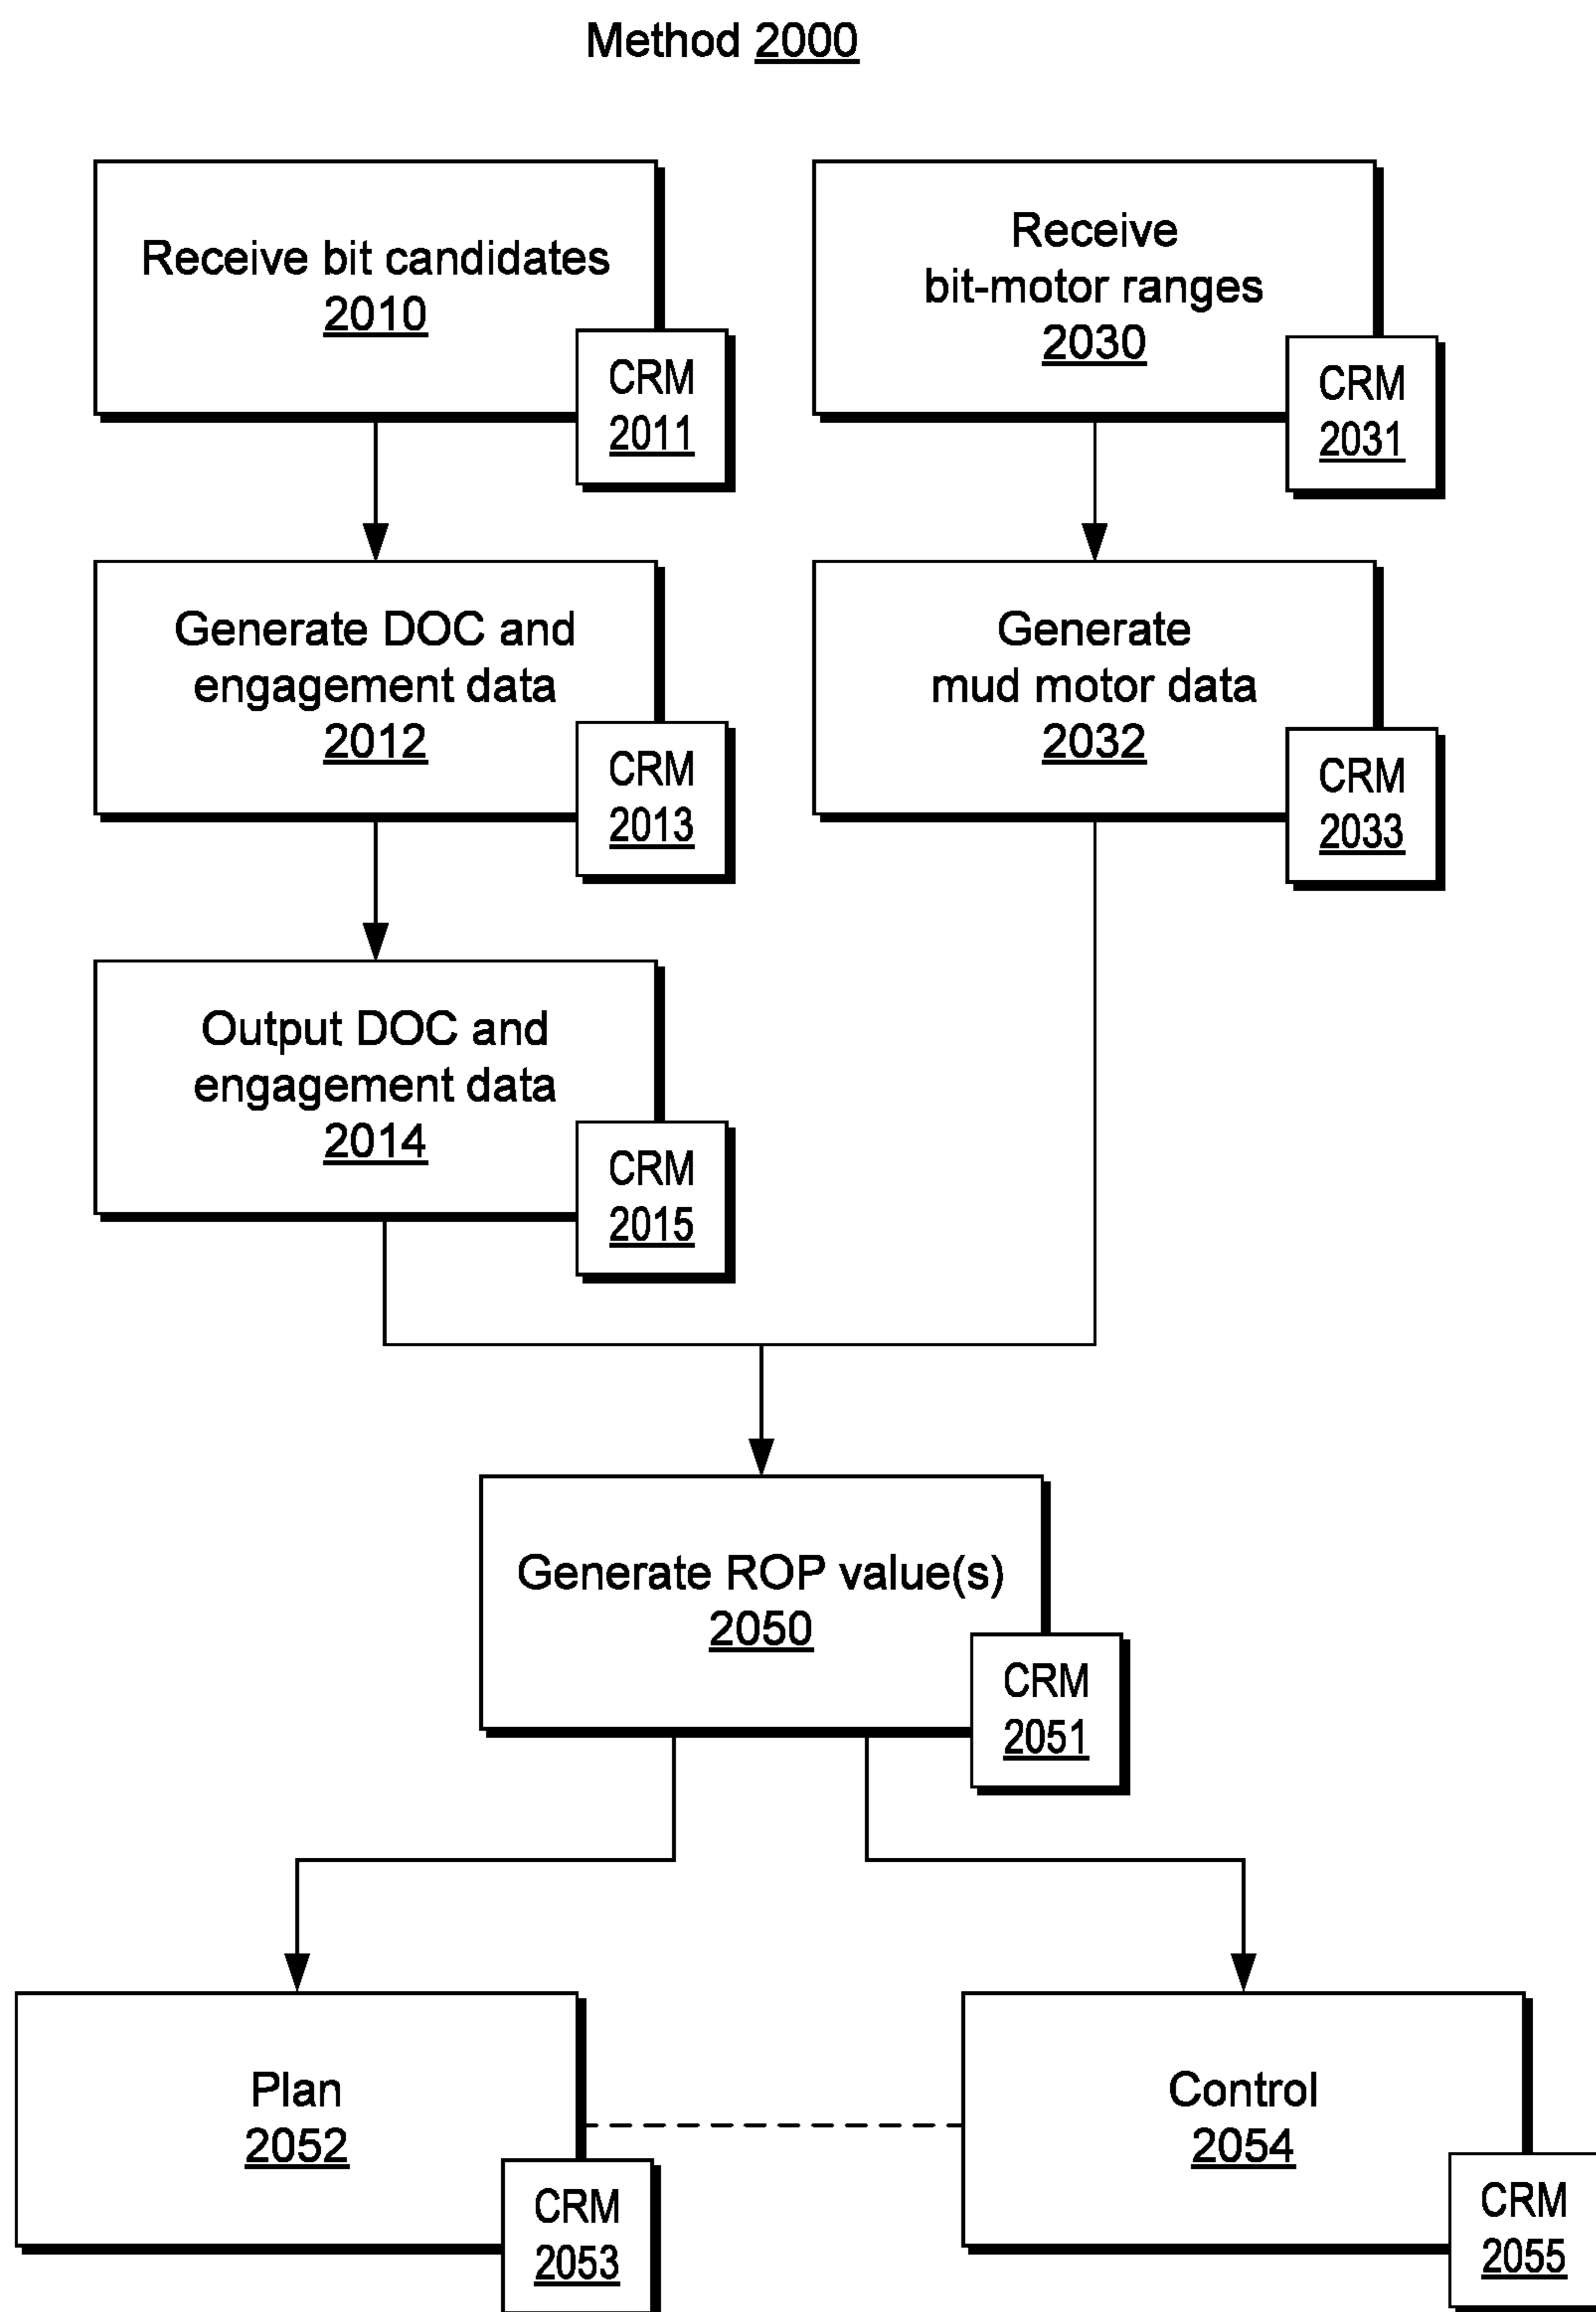 Method 2000
Receive bit candidates
2010
CRM
2011
Receive
bit-motor ranges
2030
CRM
2031
Generate DOC and
engagement data
2012
CRM
2013
Generate
mud motor data
2032
CRM
2033
Output DOC and
engagement data
2014
CRM
2015
Generate ROP value(s)
2050
CRM
2051
Plan
2052
CRM
2053
Control
2054
CRM
2055